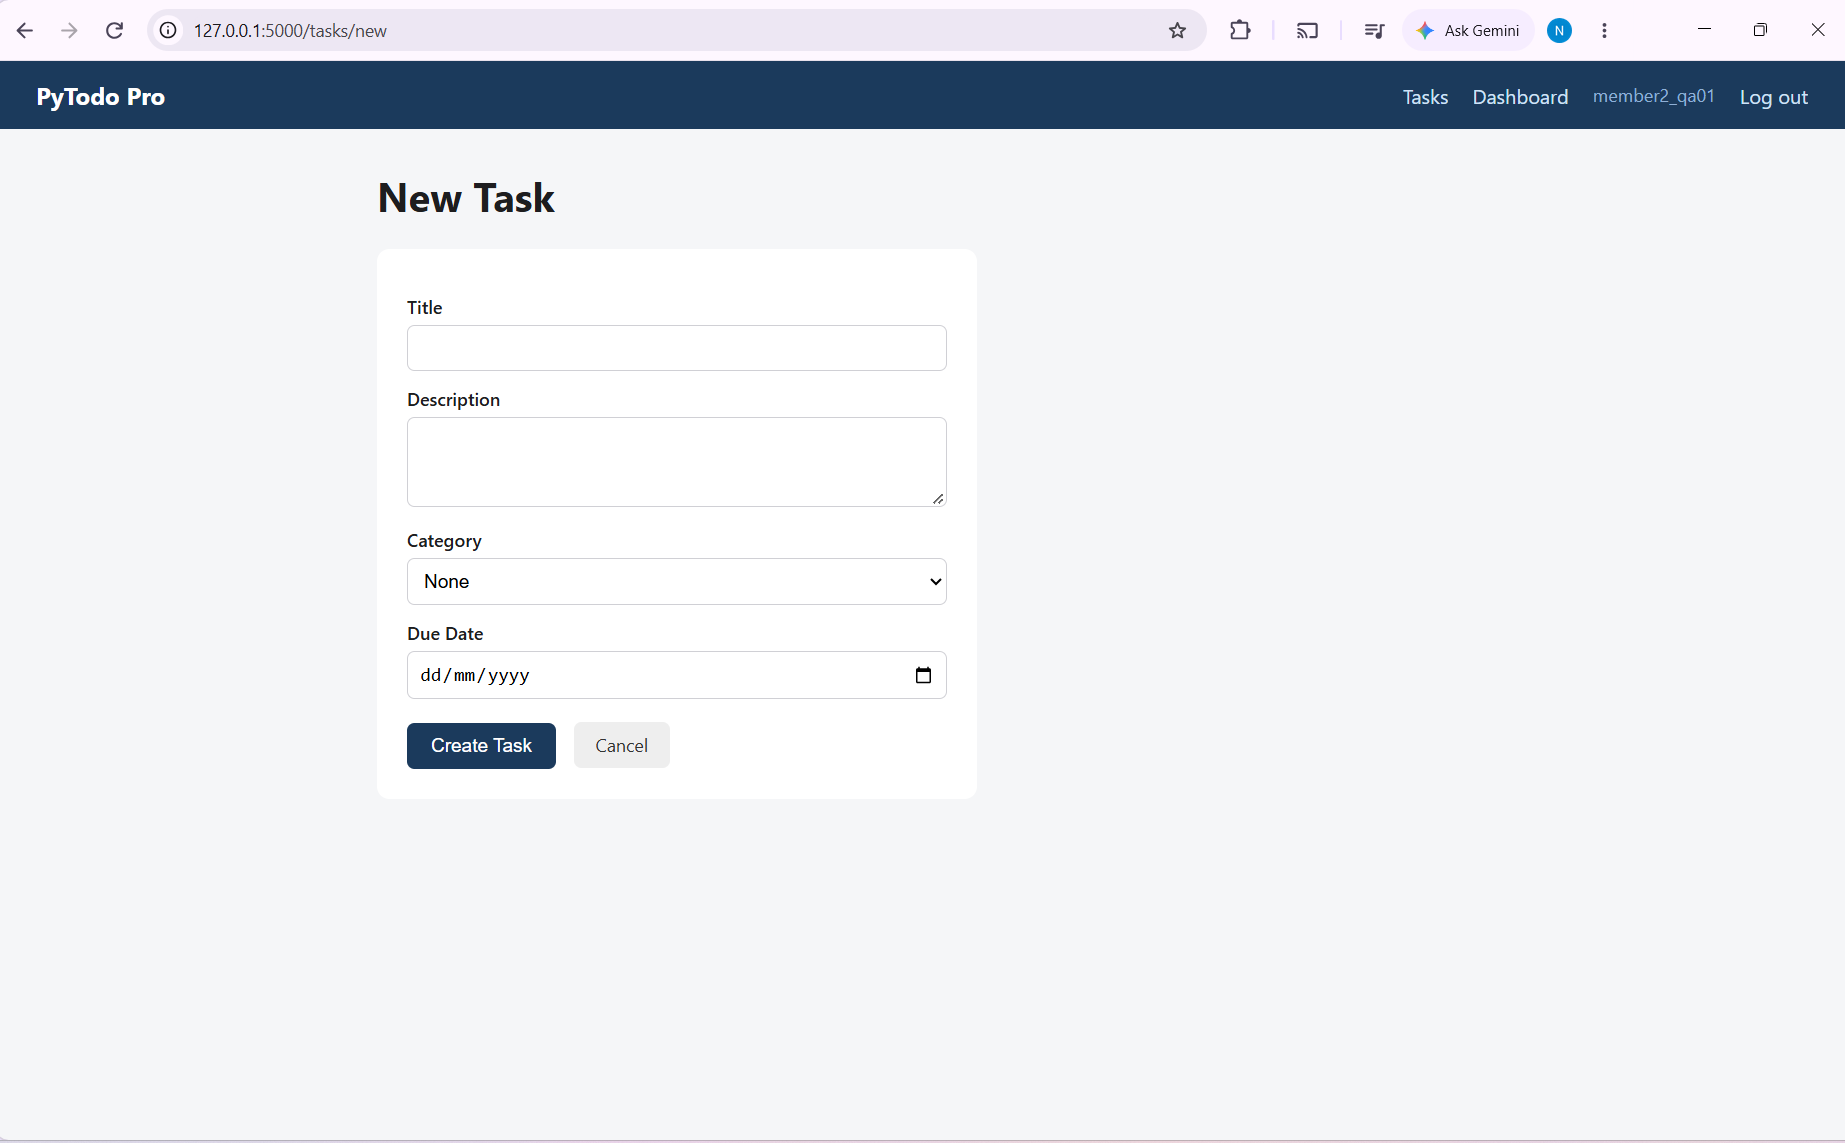 127.0.0.1:5000/tasks/new
Ask Gemini
N
PyTodo Pro
Tasks Dashboard member2_qa01 Log out
New Task
Title
Description
Category
None
Due Date
dd/mm/yyyy
Create Task Cancel